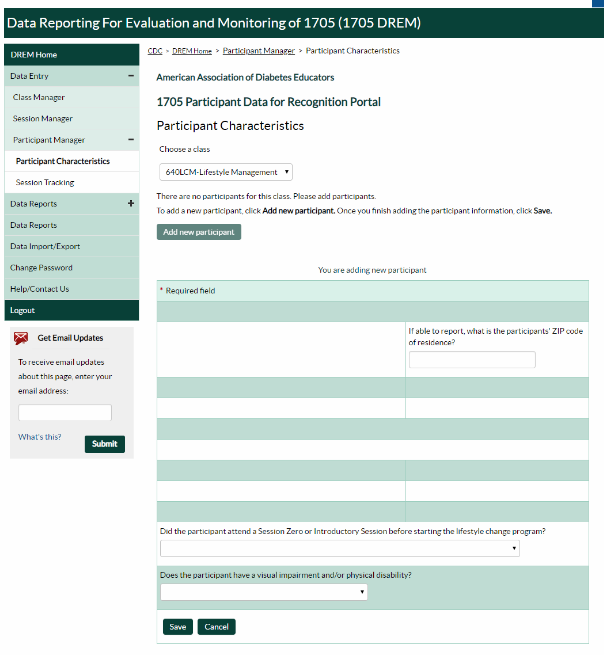 Data Reporting For Evaluation and Monitoring of 1705 (1705 DREM)
DREM Home
Data Entry −
Class Manager
Session Manager
Participant Manager −
Participant Characteristics
Session Tracking
Data Reports +
Data Reports
Data Import/Export
Change Password
Help/Contact Us
Logout
Get Email Updates
To receive email updates
about this page, enter your
email address:
What's this?
Submit
CDC > DREM Home > Participant Manager > Participant Characteristics
American Association of Diabetes Educators
1705 Participant Data for Recognition Portal
Participant Characteristics
Choose a class
640LCM-Lifestyle Management
There are no participants for this class. Please add participants.
To add a new participant, click Add new participant. Once you finish adding the participant information, click Save.
Add new participant
You are adding new participant
* Required field
If able to report, what is the participants' ZIP code
of residence?
Did the participant attend a Session Zero or Introductory Session before starting the lifestyle change program?
Does the participant have a visual impairment and/or physical disability?
Save Cancel